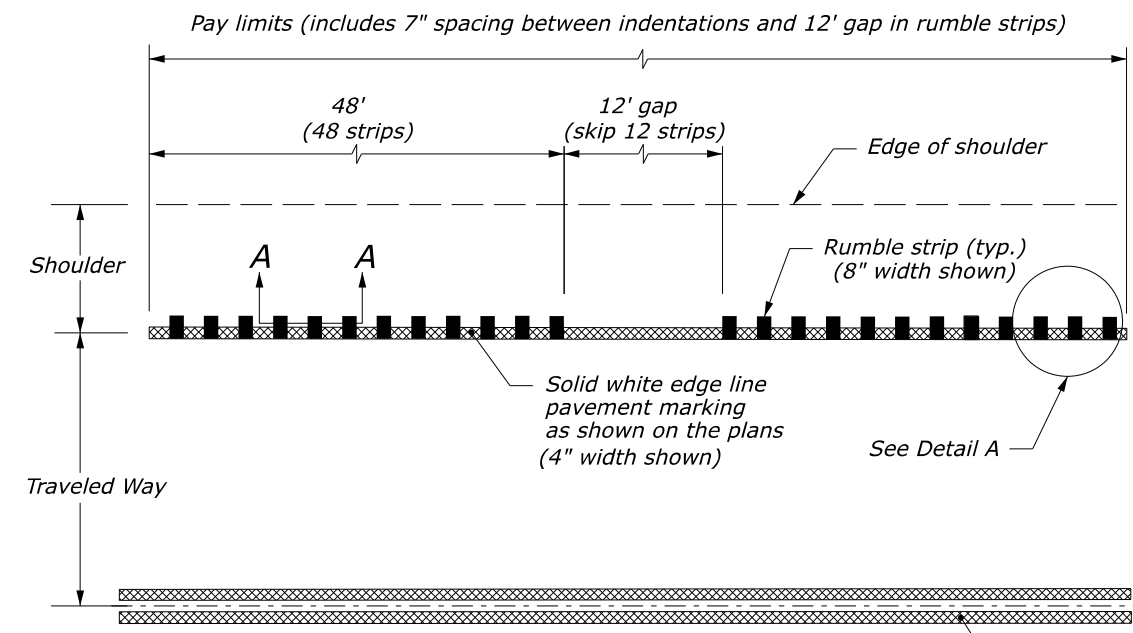 Pay limits (includes 7" spacing between indentations and 12' gap in rumble strips)
48'
(48 strips)
12' gap
(skip 12 strips)
Edge of shoulder
A
A
Shoulder
Rumble strip (typ.)
(8" width shown)
Solid white edge line
pavement marking
as shown on the plans
(4" width shown)
See Detail A
Traveled Way